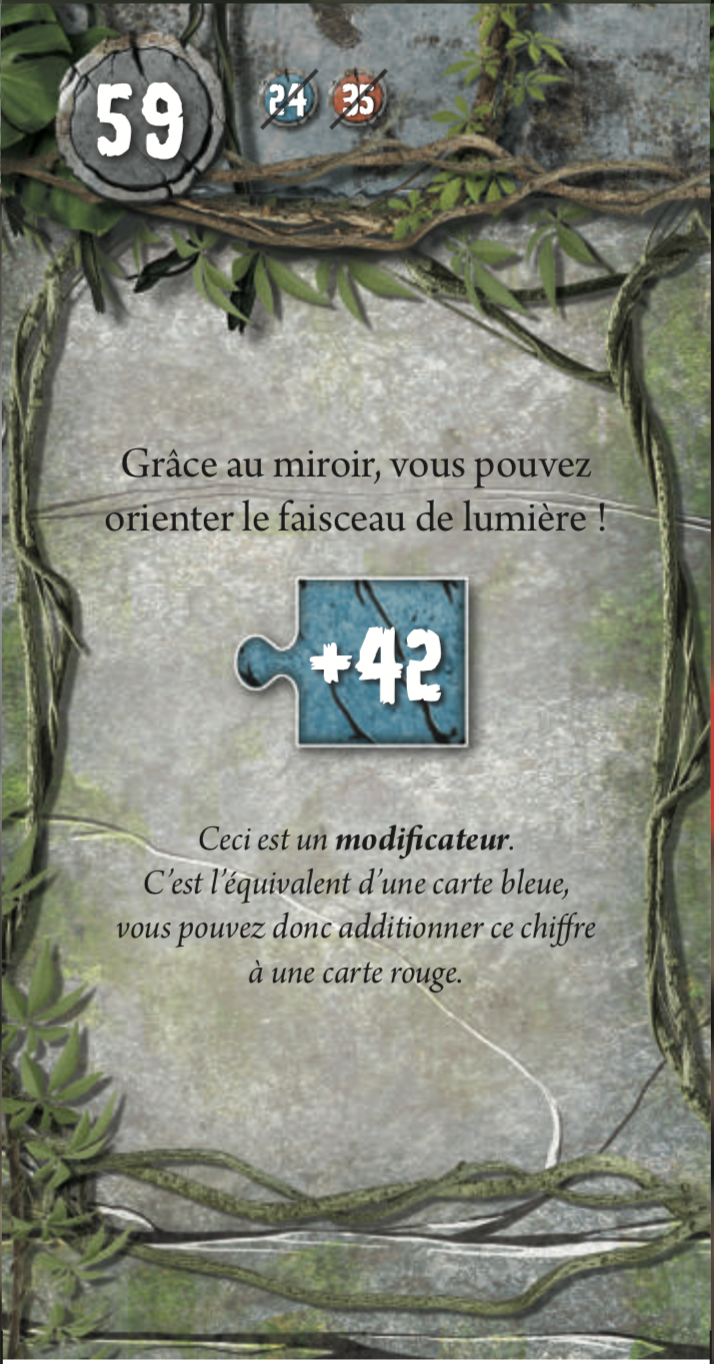 59 24 35
Grâce au miroir, vous pouvez
orienter le faisceau de lumière !
+42
Ceci est un modificateur.
C'est l'équivalent d'une carte bleue,
vous pouvez donc additionner ce chiffre
à une carte rouge.